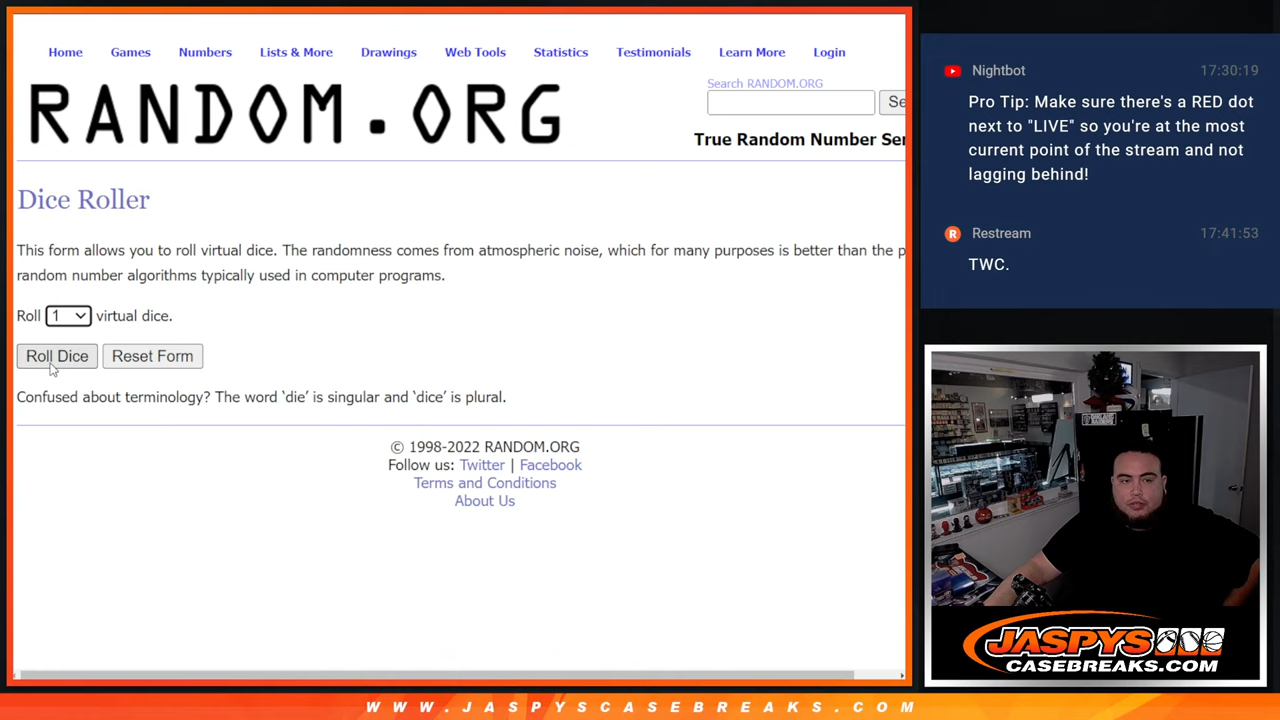 Home Games Numbers Lists & More Drawings Web Tools Statistics Testimonials Learn More Login
RANDOM.ORG
Search RANDOM.ORG
Se
True Random Number Ser
Dice Roller
This form allows you to roll virtual dice. The randomness comes from atmospheric noise, which for many purposes is better than the p
random number algorithms typically used in computer programs.
Roll 1 virtual dice.
Roll Dice Reset Form
Confused about terminology? The word ‘die’ is singular and ‘dice’ is plural.
© 1998-2022 RANDOM.ORG
Follow us: Twitter | Facebook
Terms and Conditions
About Us
Nightbot 17:30:19
Pro Tip: Make sure there's a RED dot
next to "LIVE" so you're at the most
current point of the stream and not
lagging behind!
Restream 17:41:53
TWC.
JASPYS
CASEBREAKS.COM
WWW.JASPYSCASEBREAKS.COM